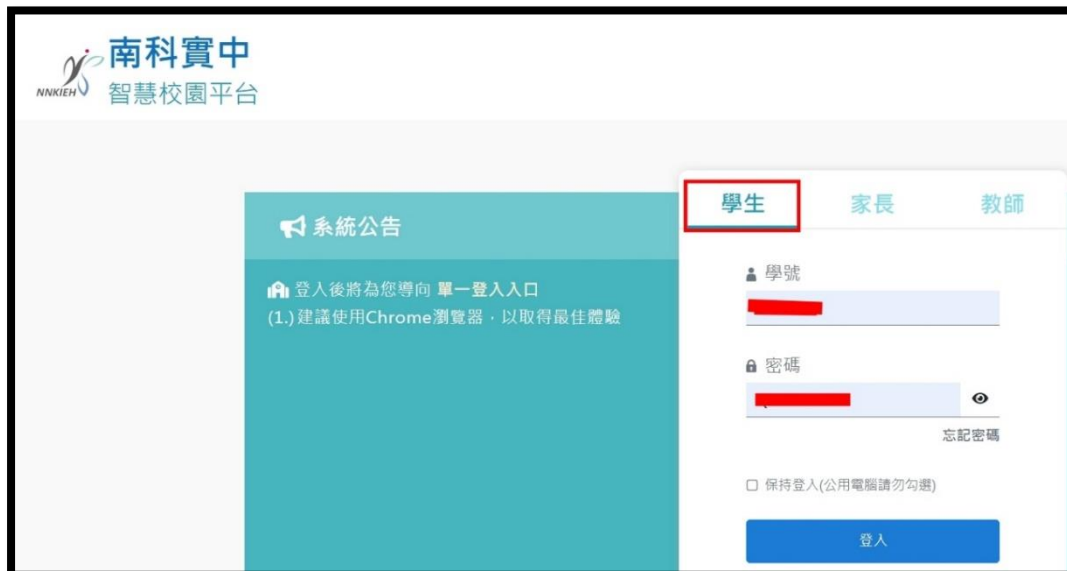 南科實中
NNKIEH
智慧校園平台
學生
家長
教師
系統公告
登入後將為您導向 單一登入入口
(1.)建議使用Chrome瀏覽器，以取得最佳體驗
學號
密碼
忘記密碼
保持登入(公用電腦請勿勾選)
登入